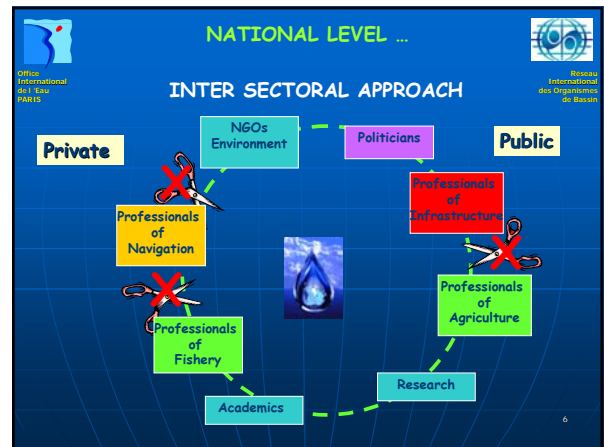 NATIONAL LEVEL …
Office
International
de l 'Eau
PARIS
Réseau
International
des Organismes
de Bassin
INTER SECTORAL APPROACH
Private
NGOs
Environment
Politicians
Public
Professionals
of
Navigation
Professionals
of
Infrastructure
Professionals
of
Fishery
Professionals
of
Agriculture
Academics
Research
6